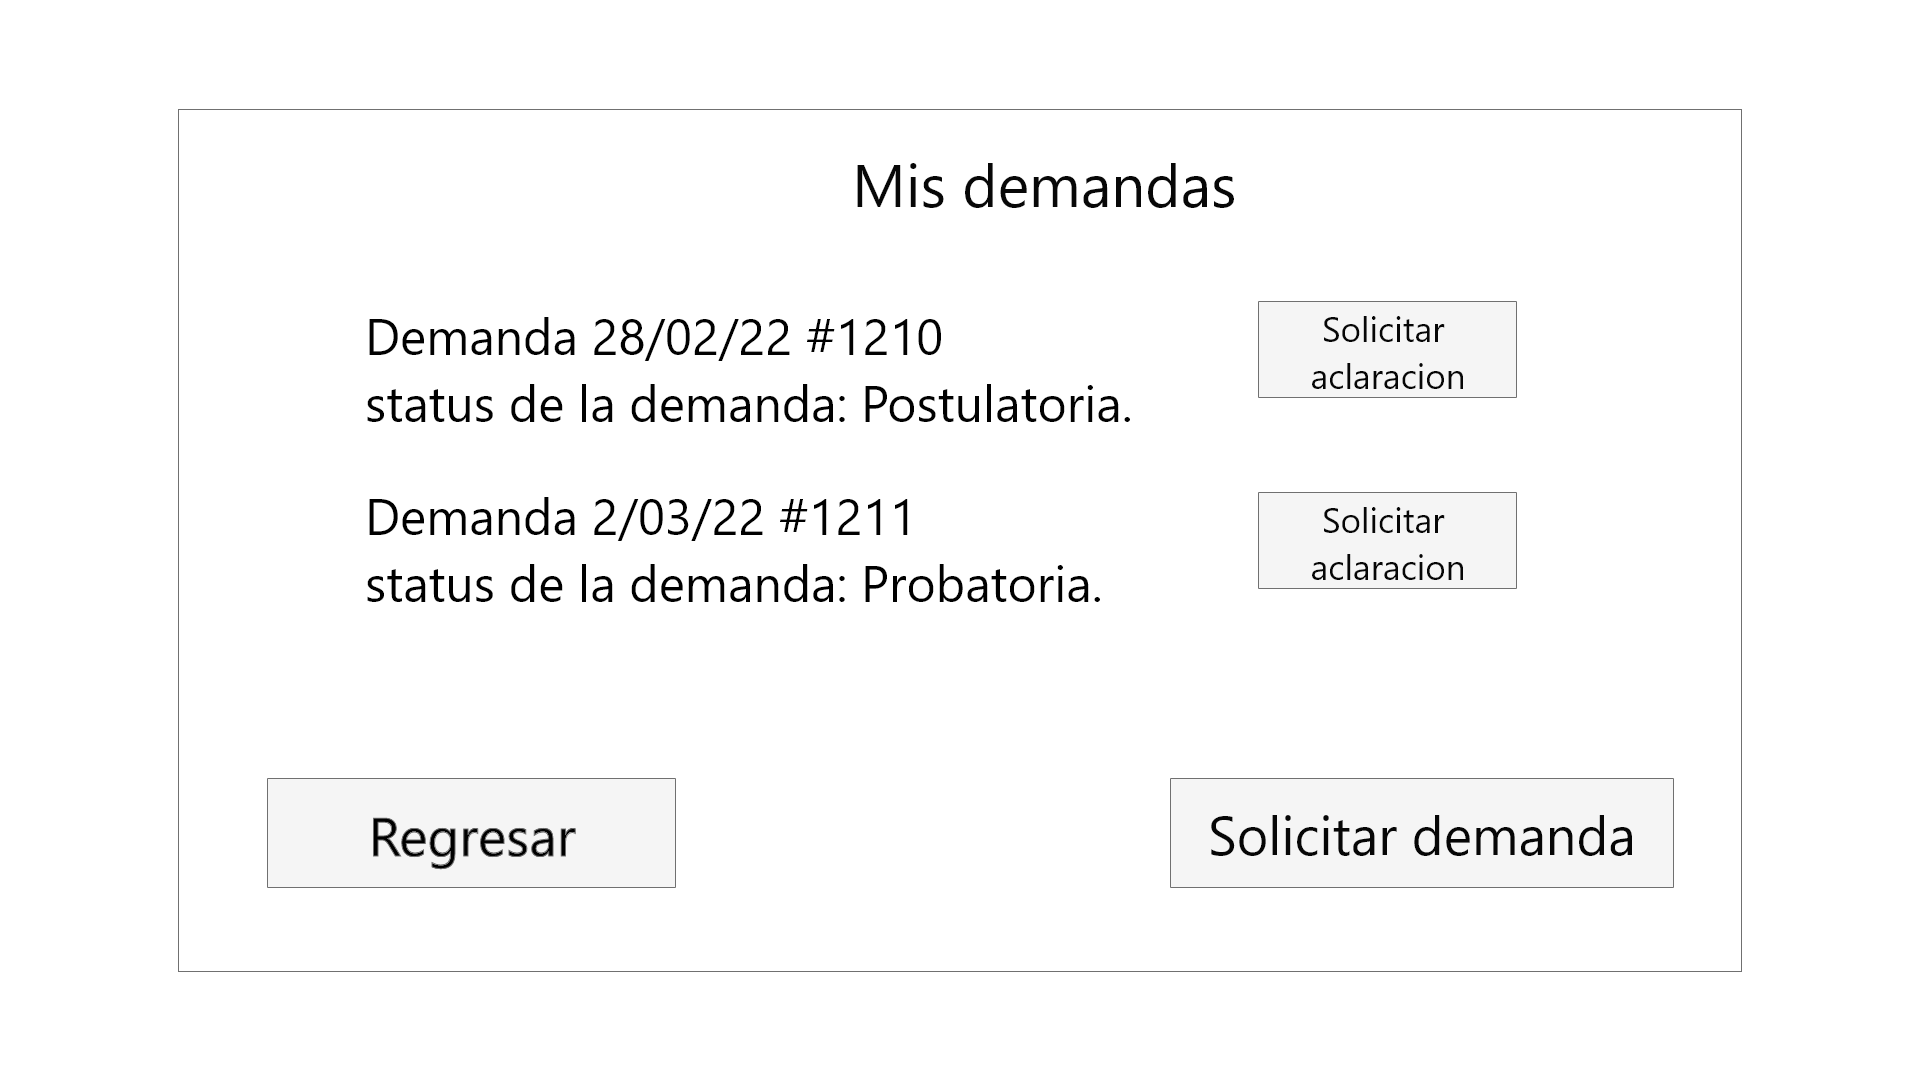 Mis demandas
Demanda 28/02/22 #1210
status de la demanda: Postulatoria.
Solicitar
aclaracion
Demanda 2/03/22 #1211
status de la demanda: Probatoria.
Solicitar
aclaracion
Regresar
Solicitar demanda